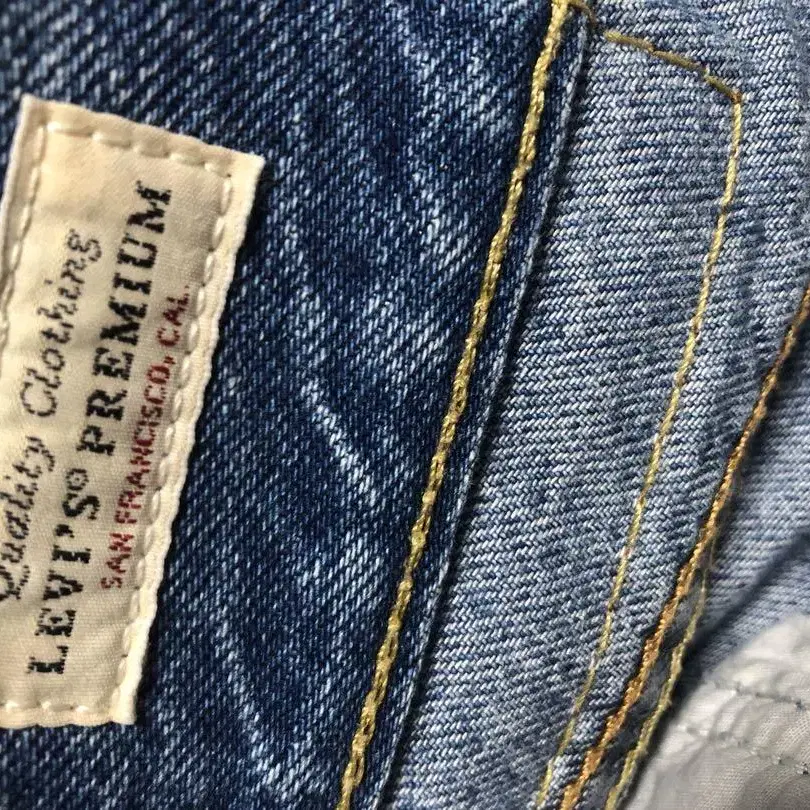 Quality Clothing
LEVI'S® PREMIUM
SAN FRANCISCO, CAL.